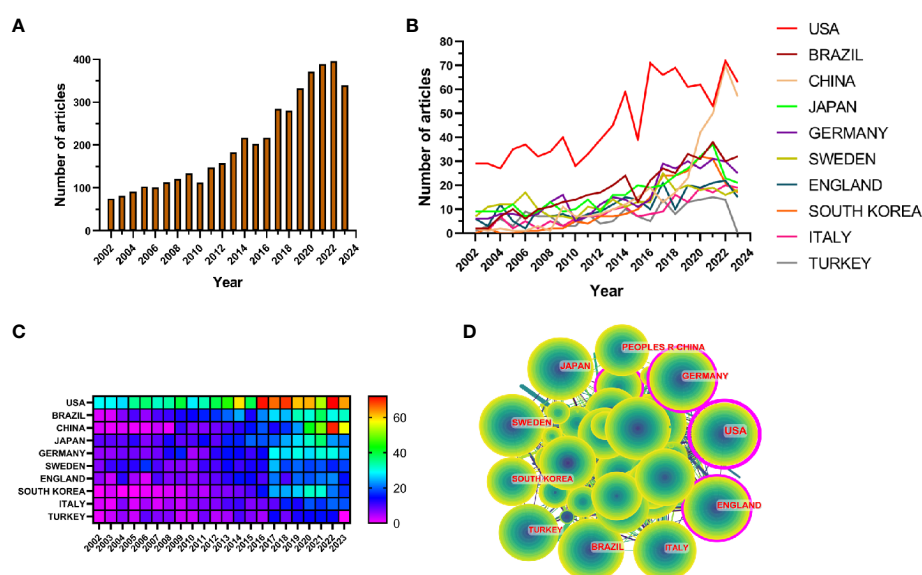 A
Number of articles
400
300
200
100
0
2002
2004
2006
2008
2010
2012
2014
2016
2018
2020
2022
2024
Year
B
Number of articles
80
70
60
50
40
30
20
10
0
2002
2004
2006
2008
2010
2012
2014
2016
2018
2020
2022
2024
Year
USA
BRAZIL
CHINA
JAPAN
GERMANY
SWEDEN
ENGLAND
SOUTH KOREA
ITALY
TURKEY
C
USA
BRAZIL
CHINA
JAPAN
GERMANY
SWEDEN
ENGLAND
SOUTH KOREA
ITALY
TURKEY
2002
2003
2004
2005
2006
2007
2008
2009
2010
2011
2012
2013
2014
2015
2016
2017
2018
2019
2020
2021
2022
2023
60
40
20
0
D
PEOPLES R CHINA
JAPAN
GERMANY
SWEDEN
USA
SOUTH KOREA
ENGLAND
TURKEY
BRAZIL
ITALY